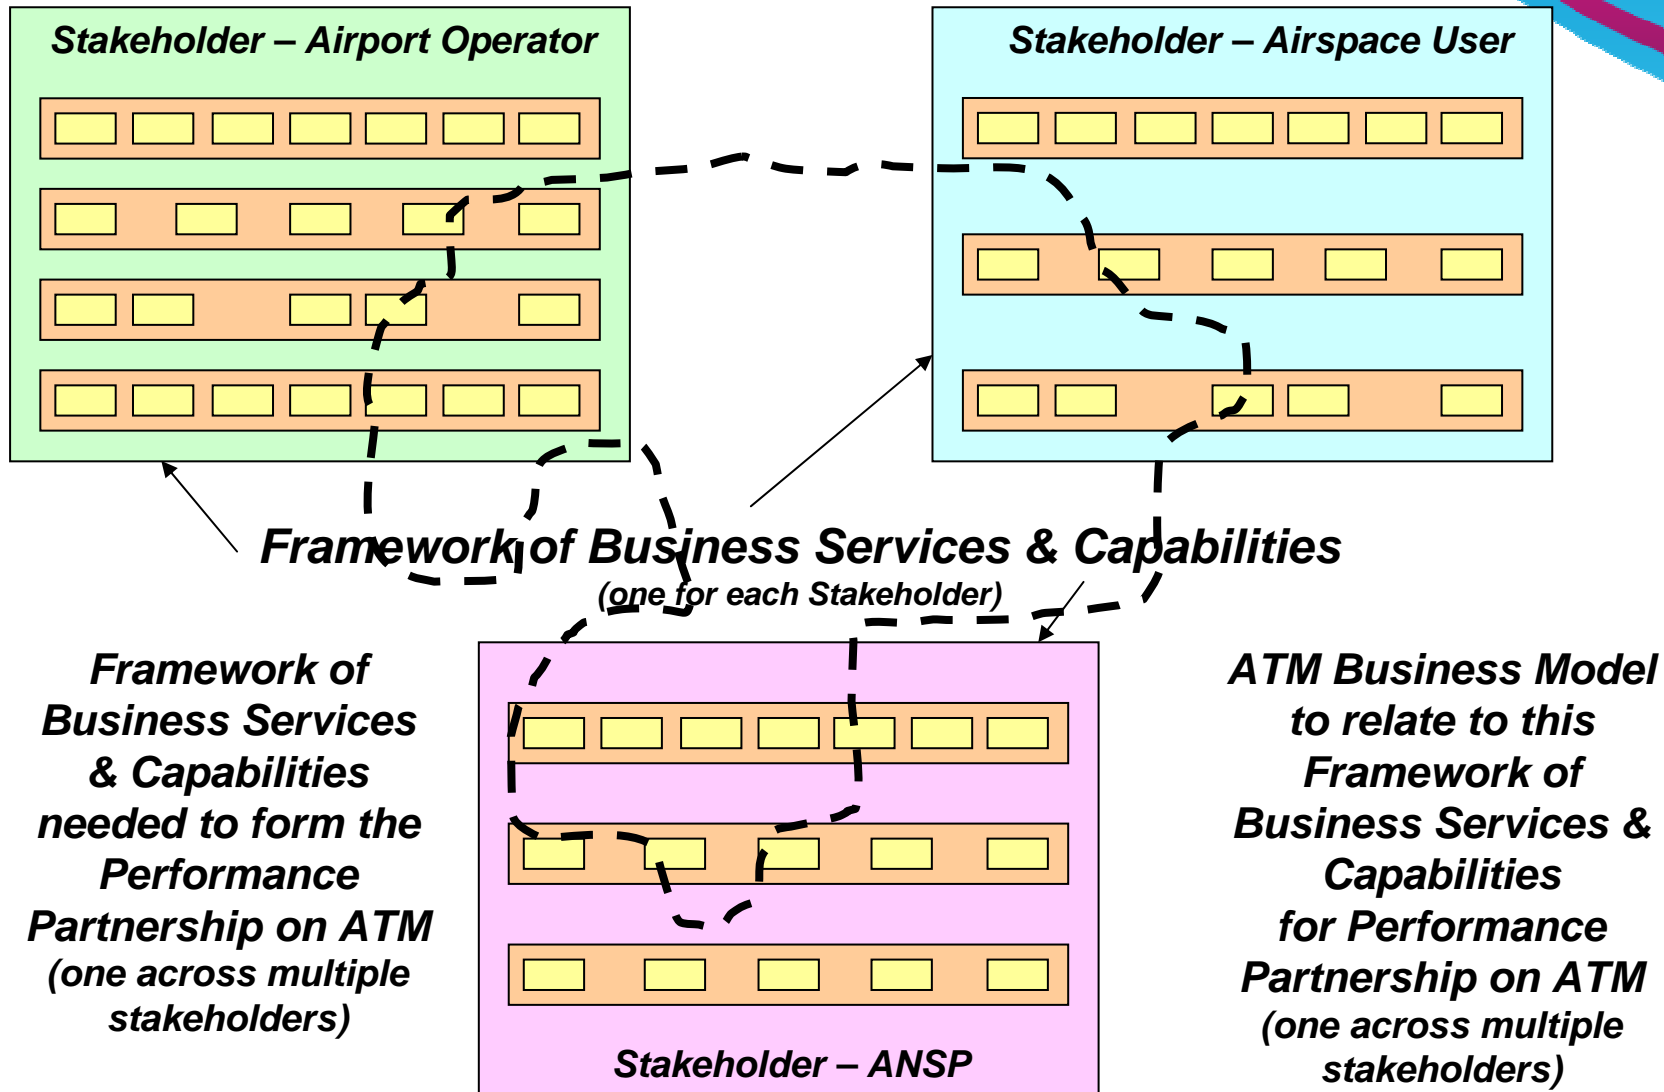 Stakeholder – Airport Operator
Stakeholder – Airspace User
Framework of Business Services & Capabilities
(one for each Stakeholder)
Framework of
Business Services
& Capabilities
needed to form the
Performance
Partnership on ATM
(one across multiple
stakeholders)
ATM Business Model
to relate to this
Framework of
Business Services &
Capabilities
for Performance
Partnership on ATM
(one across multiple
stakeholders)
Stakeholder – ANSP